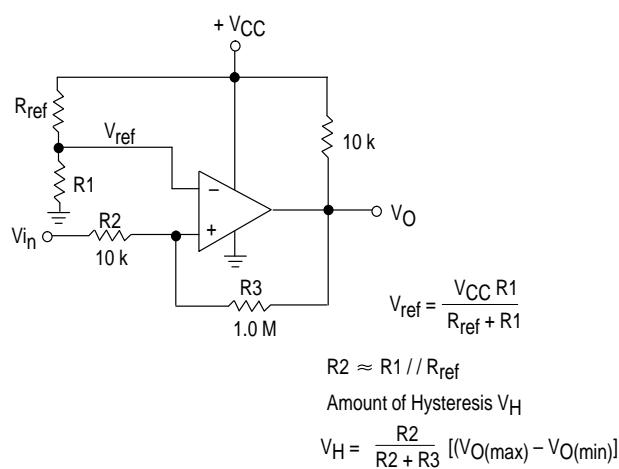 + VCC
Rref
Vref
10 k
R1
–
+
VO
Vin
R2
10 k
R3
1.0 M
Vref = VCC R1 / Rref + R1
R2 ≈ R1 / / Rref
Amount of Hysteresis VH
VH = R2 / R2 + R3 [(VO(max) – VO(min)]